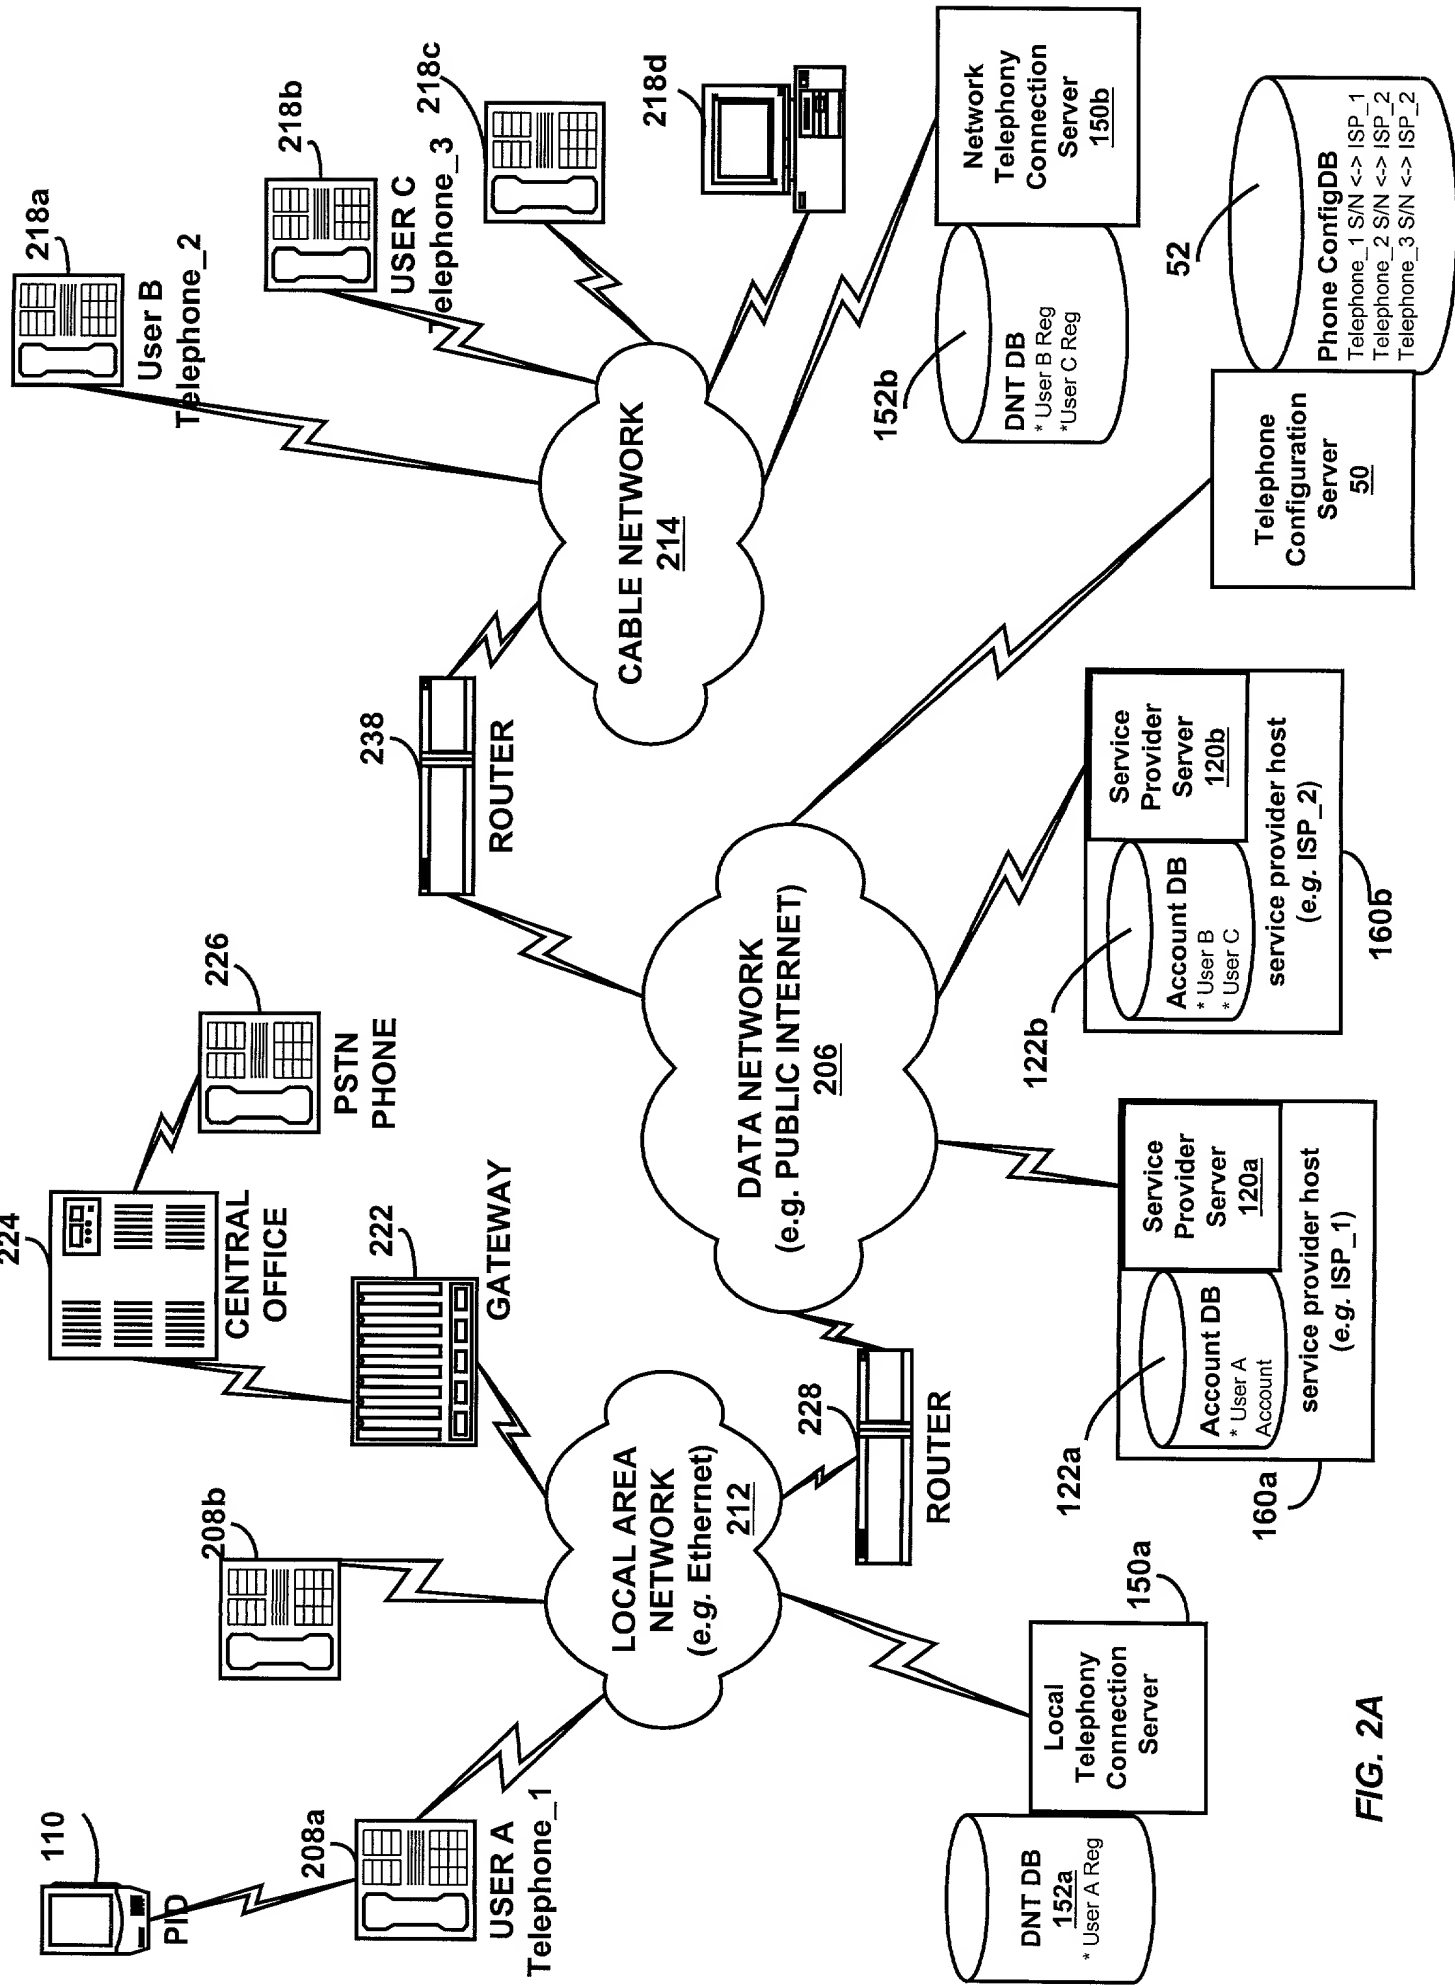 110
PID
208a
USER A
Telephone_1
208b
224
CENTRAL
OFFICE
226
PSTN
PHONE
222
GATEWAY
LOCAL AREA
NETWORK
(e.g. Ethernet)
212
228
ROUTER
Local
Telephony
Connection
Server
150a
DNT DB
152a
* User A Reg
238
ROUTER
DATA NETWORK
(e.g. PUBLIC INTERNET)
206
CABLE NETWORK
214
218a
User B
Telephone_2
218b
USER C
Telephone_3
218c
218d
Network
Telephony
Connection
Server
150b
152b
DNT DB
* User B Reg
*User C Reg
52
Phone ConfigDB
Telephone_1 S/N <-> ISP_1
Telephone_2 S/N <-> ISP_2
Telephone_3 S/N <-> ISP_2
Telephone
Configuration
Server
50
Service
Provider
Server
120b
122b
Account DB
* User B
* User C
service provider host
(e.g. ISP_2)
160b
Service
Provider
Server
120a
122a
Account DB
* User A
Account
service provider host
(e.g. ISP_1)
160a
FIG. 2A